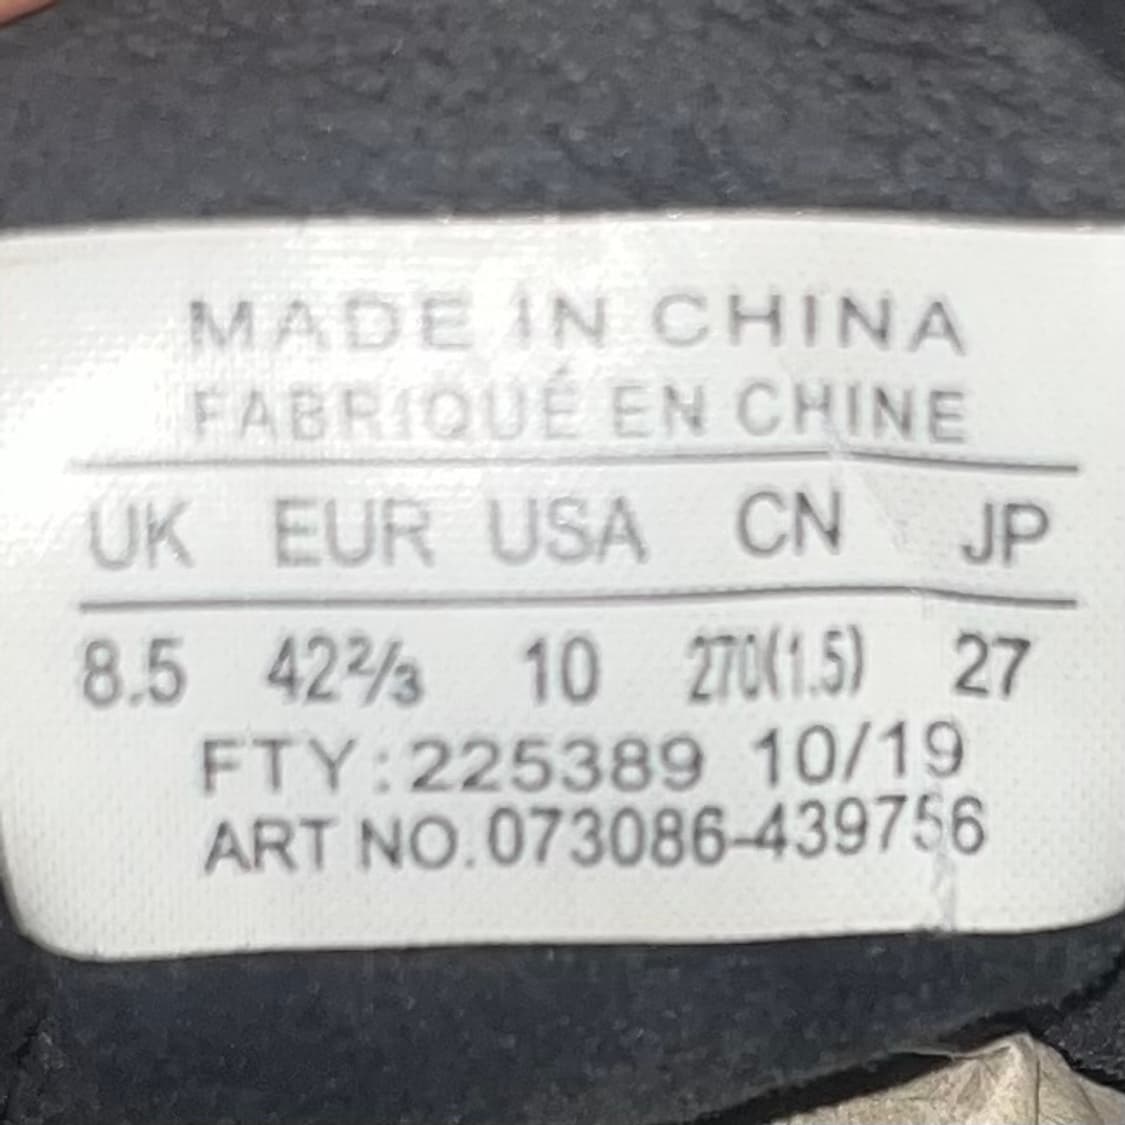 MADE IN CHINA
FABRIQUÉ EN CHINE
UK EUR USA CN JP
8.5 42⅔ 10 270(1.5) 27
FTY:225389 10/19
ART NO.073086-439756